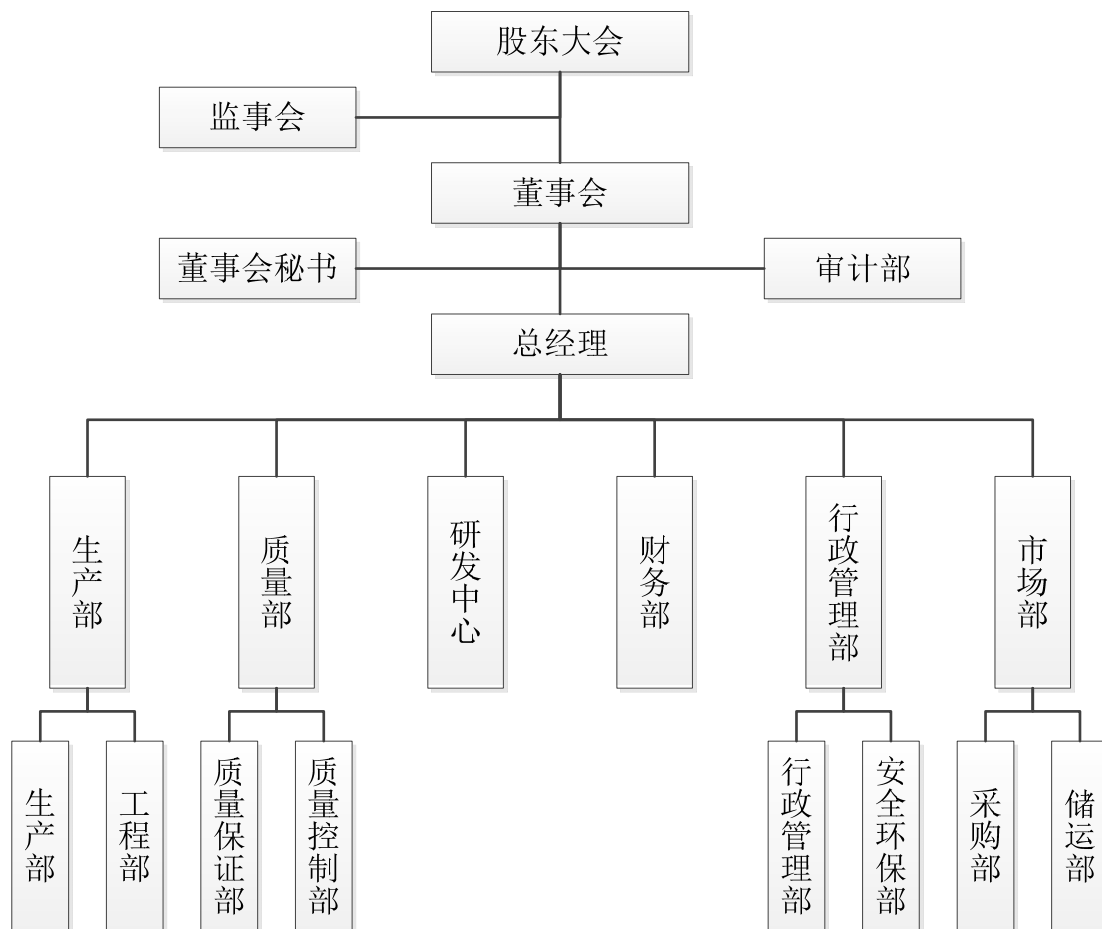 股东大会
监事会
董事会
董事会秘书
审计部
总经理
生产部
质量部
研发中心
财务部
行政管理部
市场部
生产部
工程部
质量保证部
质量控制部
行政管理部
安全环保部
采购部
储运部